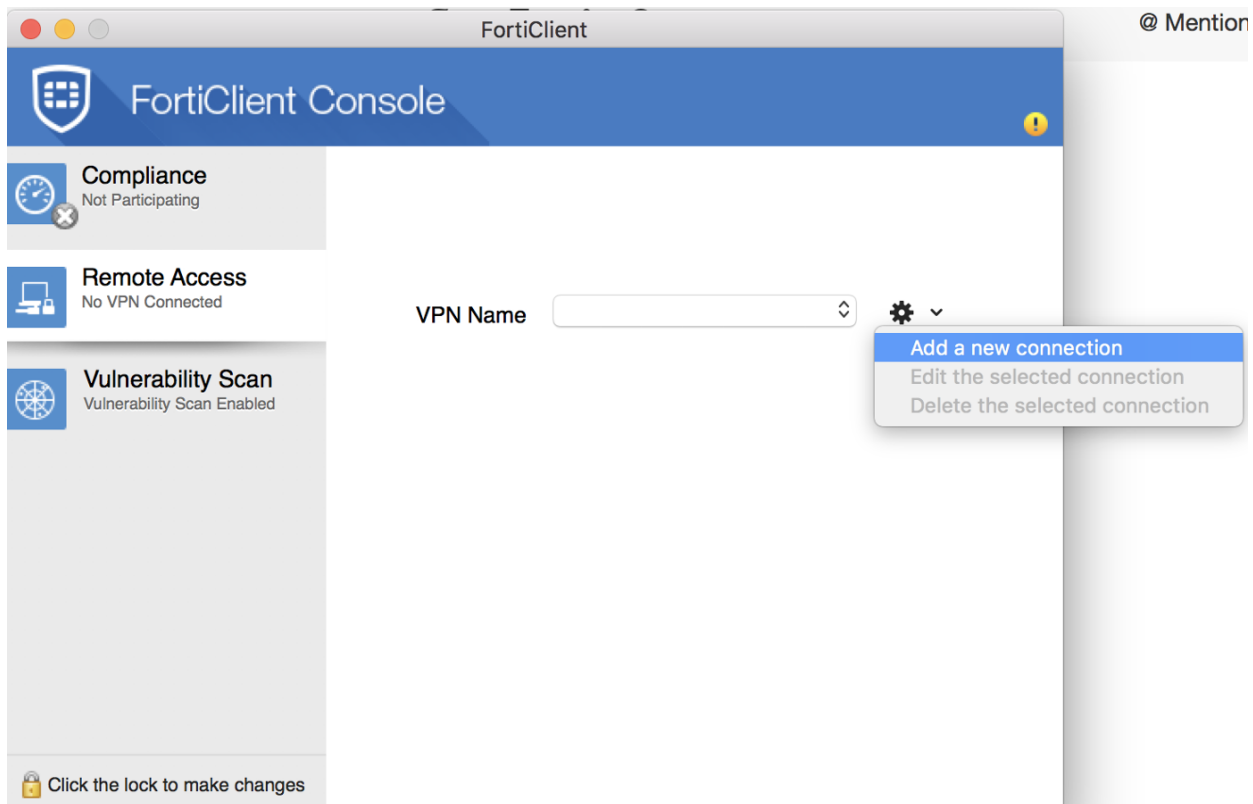 FortiClient
@ Mention
FortiClient Console
Compliance
Not Participating
Remote Access
No VPN Connected
VPN Name
Add a new connection
Edit the selected connection
Delete the selected connection
Vulnerability Scan
Vulnerability Scan Enabled
Click the lock to make changes